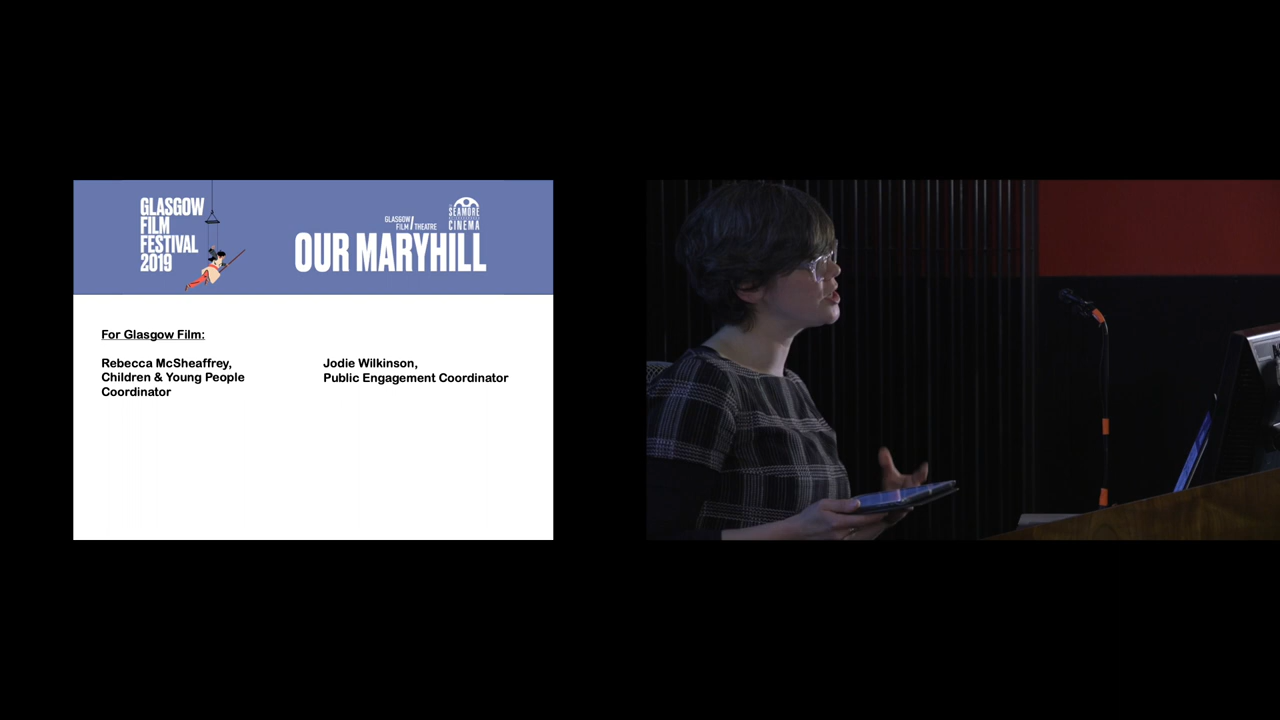 GLASGOW
FILM
FESTIVAL
2019
GLASGOW
FILM THEATRE
SEAMORE
CINEMA
OUR MARYHILL
For Glasgow Film:
Rebecca McSheaffrey,
Children & Young People
Coordinator
Jodie Wilkinson,
Public Engagement Coordinator